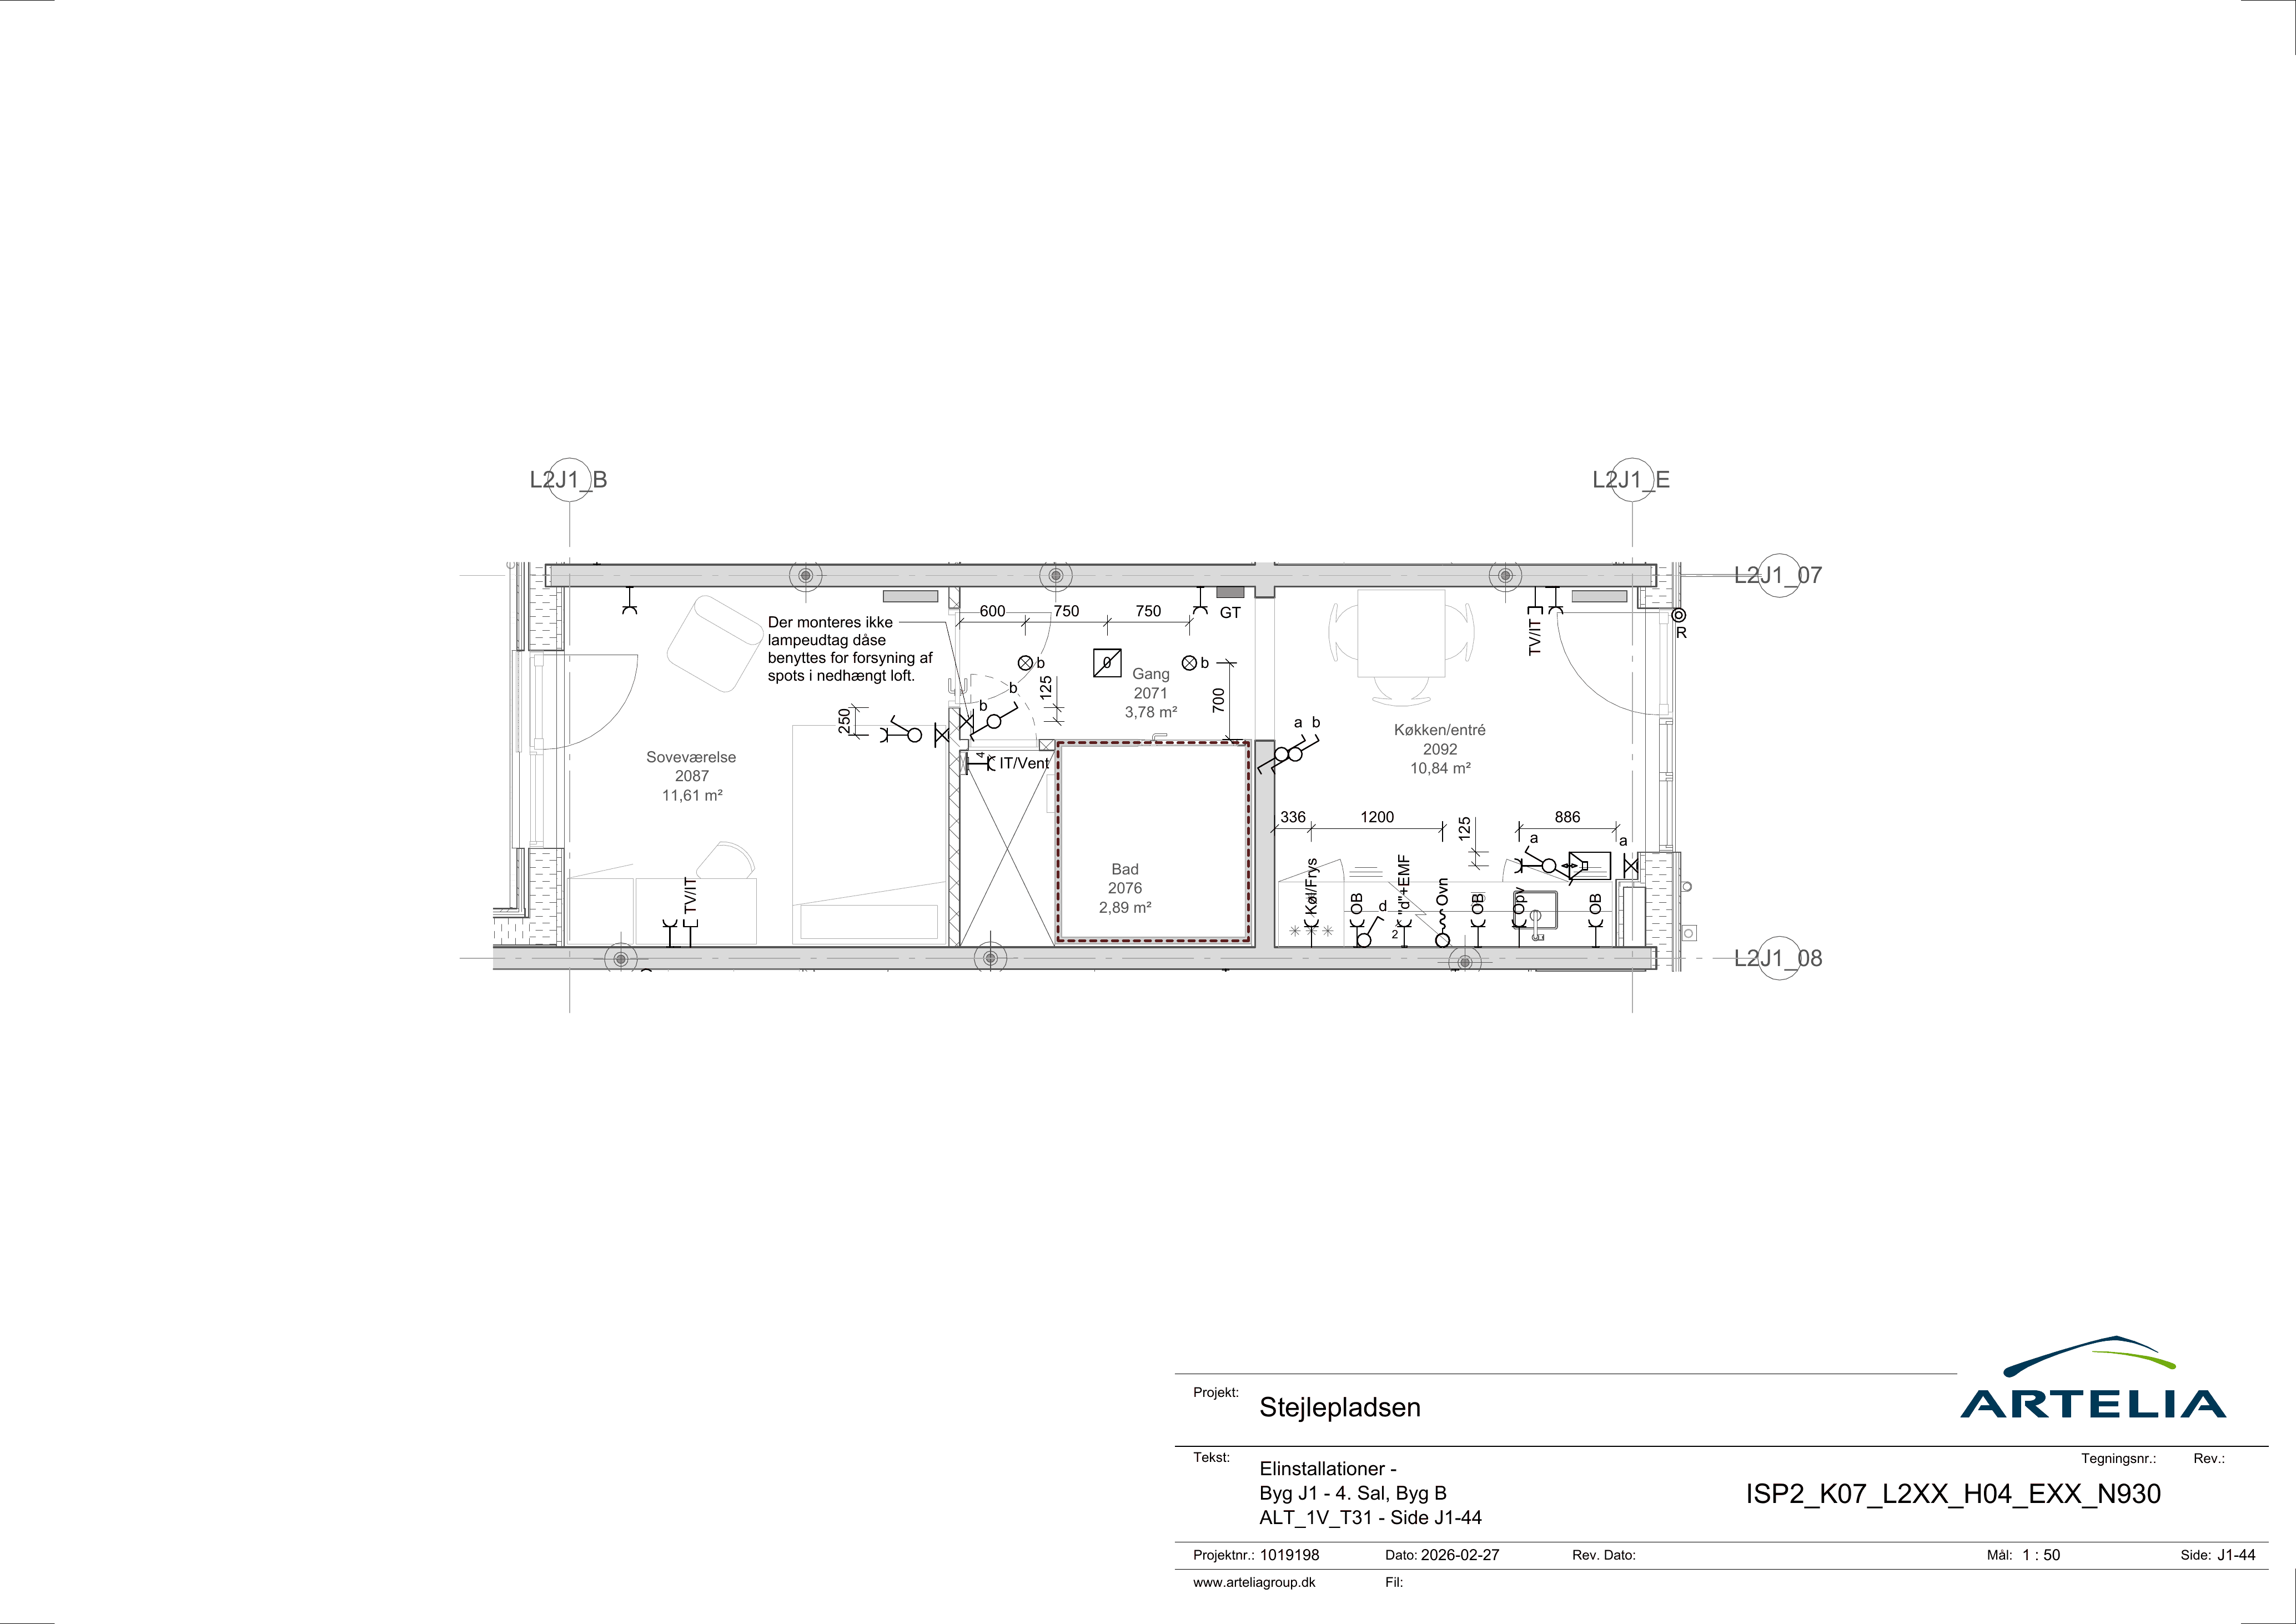 L2J1_B
L2J1_E
L2J1_07
600
750
750
GT
Der monteres ikke
lampeudtag dåse
benyttes for forsyning af
spots i nedhængt loft.
TV/IT
R
b
0
b
Gang
2071
3,78 m²
b
125
700
b
250
a b
Køkken/entré
2092
10,84 m²
Soveværelse
2087
11,61 m²
4
IT/Vent
336
1200
125
886
a
a
Bad
2076
2,89 m²
TV/IT
Køl/Frys
OB
d
2
"d"+EMF
Ovn
OB
Opv
OB
L2J1_08
ARTELIA
Projekt:
Stejlepladsen
Tekst:
Elinstallationer -
Byg J1 - 4. Sal, Byg B
ALT_1V_T31 - Side J1-44
Tegningsnr.:
Rev.:
ISP2_K07_L2XX_H04_EXX_N930
Projektnr.: 1019198
Dato: 2026-02-27
Rev. Dato:
Mål: 1 : 50
Side: J1-44
www.arteliagroup.dk
Fil: